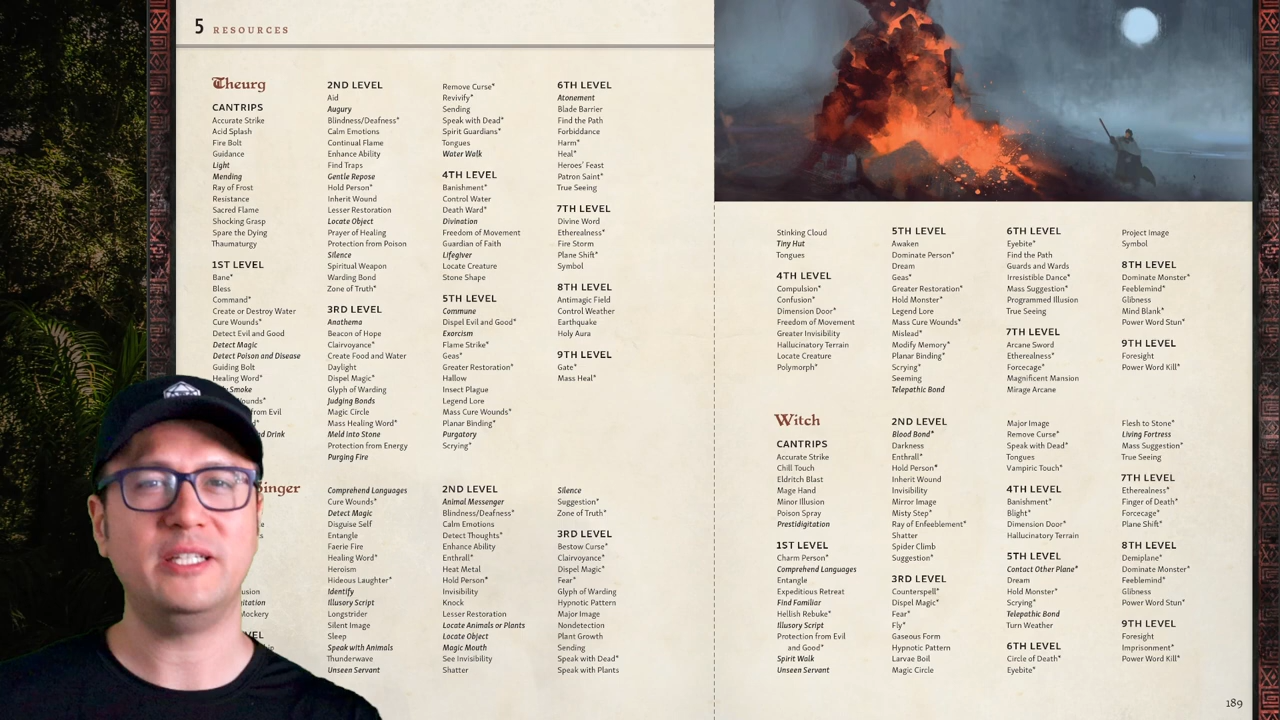 5 RESOURCES
Theurg
CANTRIPS
Accurate Strike
Acid Splash
Fire Bolt
Guidance
Light
Mending
Ray of Frost
Resistance
Sacred Flame
Shocking Grasp
Spare the Dying
Thaumaturgy
1ST LEVEL
Bane*
Bless
Command*
Create or Destroy Water
Cure Wounds*
Detect Evil and Good
Detect Magic
Detect Poison and Disease
Guiding Bolt
Healing Word*
Smoke
from Evil
and Drink
2ND LEVEL
Aid
Augury
Blindness/Deafness*
Calm Emotions
Continual Flame
Enhance Ability
Find Traps
Gentle Repose
Hold Person*
Inherit Wound
Lesser Restoration
Locate Object
Prayer of Healing
Protection from Poison
Silence
Spiritual Weapon
Warding Bond
Zone of Truth*
3RD LEVEL
Anathema
Beacon of Hope
Clairvoyance*
Create Food and Water
Daylight
Dispel Magic*
Glyph of Warding
Judging Bonds
Magic Circle
Mass Healing Word*
Meld into Stone
Protection from Energy
Purging Fire
Remove Curse*
Revivify*
Sending
Speak with Dead*
Spirit Guardians*
Tongues
Water Walk
4TH LEVEL
Banishment*
Control Water
Death Ward*
Divination
Freedom of Movement
Guardian of Faith
Lifegiver
Locate Creature
Stone Shape
5TH LEVEL
Commune
Dispel Evil and Good*
Exorcism
Flame Strike*
Geas*
Greater Restoration*
Hallow
Insect Plague
Legend Lore
Mass Cure Wounds*
Planar Binding*
Purgatory
Scrying*
6TH LEVEL
Atonement
Blade Barrier
Find the Path
Forbiddance
Harm*
Heal*
Heroes' Feast
Patron Saint*
True Seeing
7TH LEVEL
Divine Word
Etherealness*
Fire Storm
Plane Shift*
Symbol
8TH LEVEL
Antimagic Field
Control Weather
Earthquake
Holy Aura
9TH LEVEL
Gate*
Mass Heal*
Singer
Comprehend Languages
Cure Wounds*
Detect Magic
Disguise Self
Entangle
Faerie Fire
Healing Word*
Heroism
Hideous Laughter*
Identify
Illusory Script
Longstrider
Silent Image
Sleep
Speak with Animals
Thunderwave
Unseen Servant
2ND LEVEL
Animal Messenger
Blindness/Deafness*
Calm Emotions
Detect Thoughts*
Enhance Ability
Enthrall*
Heat Metal
Hold Person*
Invisibility
Knock
Lesser Restoration
Locate Animals or Plants
Locate Object
Magic Mouth
See Invisibility
Shatter
Silence
Suggestion*
Zone of Truth*
3RD LEVEL
Bestow Curse*
Clairvoyance*
Dispel Magic*
Fear*
Glyph of Warding
Hypnotic Pattern
Major Image
Nondetection
Plant Growth
Sending
Speak with Dead*
Speak with Plants
Stinking Cloud
Tiny Hut
Tongues
4TH LEVEL
Compulsion*
Confusion*
Dimension Door*
Freedom of Movement
Greater Invisibility
Hallucinatory Terrain
Locate Creature
Polymorph*
5TH LEVEL
Awaken
Dominate Person*
Dream
Geas*
Greater Restoration*
Hold Monster*
Legend Lore
Mass Cure Wounds*
Mislead*
Modify Memory*
Planar Binding*
Scrying*
Seeming
Telepathic Bond
6TH LEVEL
Eyebite*
Find the Path
Guards and Wards
Irresistible Dance*
Mass Suggestion*
Programmed Illusion
True Seeing
7TH LEVEL
Arcane Sword
Etherealness*
Forcecage*
Magnificent Mansion
Mirage Arcane
Project Image
Symbol
8TH LEVEL
Dominate Monster*
Feeblemind*
Glibness
Mind Blank*
Power Word Stun*
9TH LEVEL
Foresight
Power Word Kill*
Witch
CANTRIPS
Accurate Strike
Chill Touch
Eldritch Blast
Mage Hand
Minor Illusion
Poison Spray
Prestidigitation
1ST LEVEL
Charm Person*
Comprehend Languages
Entangle
Expeditious Retreat
Find Familiar
Hellish Rebuke*
Illusory Script
Protection from Evil
and Good*
Spirit Walk
Unseen Servant
2ND LEVEL
Blood Bond*
Darkness
Enthrall*
Hold Person*
Inherit Wound
Invisibility
Mirror Image
Misty Step*
Ray of Enfeeblement*
Shatter
Spider Climb
Suggestion*
3RD LEVEL
Counterspell*
Dispel Magic*
Fear*
Fly*
Gaseous Form
Hypnotic Pattern
Larvae Boil
Magic Circle
Major Image
Remove Curse*
Speak with Dead*
Tongues
Vampiric Touch*
4TH LEVEL
Banishment*
Blight*
Dimension Door*
Hallucinatory Terrain
5TH LEVEL
Contact Other Plane*
Dream
Hold Monster*
Scrying*
Telepathic Bond
Turn Weather
6TH LEVEL
Circle of Death*
Eyebite*
Flesh to Stone*
Living Fortress
Mass Suggestion*
True Seeing
7TH LEVEL
Etherealness*
Finger of Death*
Forcecage*
Plane Shift*
8TH LEVEL
Demiplane*
Dominate Monster*
Feeblemind*
Glibness
Power Word Stun*
9TH LEVEL
Foresight
Imprisonment*
Power Word Kill*
189